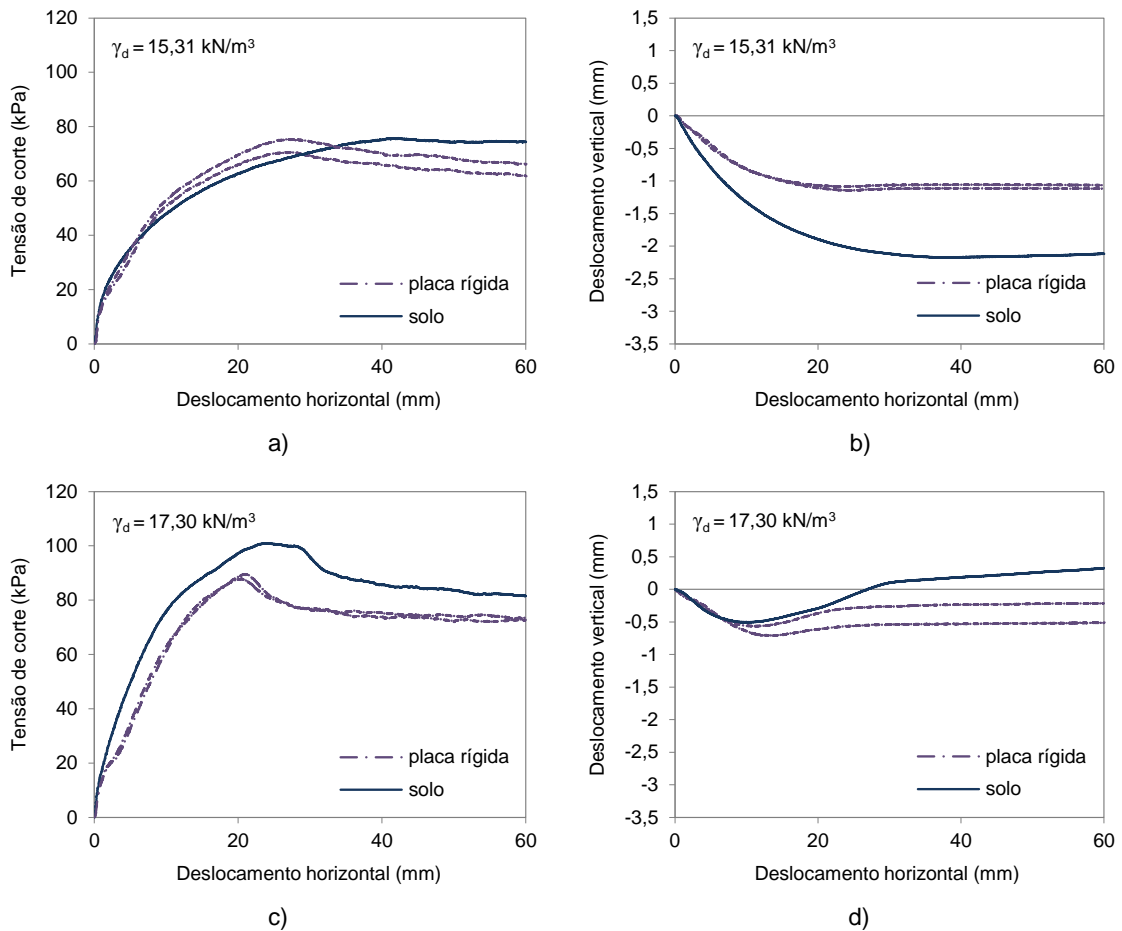 γd = 15,31 kN/m³
Tensão de corte (kPa)
120
100
80
60
40
20
0
placa rígida
solo
0 20 40 60
Deslocamento horizontal (mm)
a)
γd = 15,31 kN/m³
Deslocamento vertical (mm)
1,5
1
0,5
0
-0,5
-1
-1,5
-2
-2,5
-3
-3,5
placa rígida
solo
0 20 40 60
Deslocamento horizontal (mm)
b)
γd = 17,30 kN/m³
Tensão de corte (kPa)
120
100
80
60
40
20
0
placa rígida
solo
0 20 40 60
Deslocamento horizontal (mm)
c)
γd = 17,30 kN/m³
Deslocamento vertical (mm)
1,5
1
0,5
0
-0,5
-1
-1,5
-2
-2,5
-3
-3,5
placa rígida
solo
0 20 40 60
Deslocamento horizontal (mm)
d)